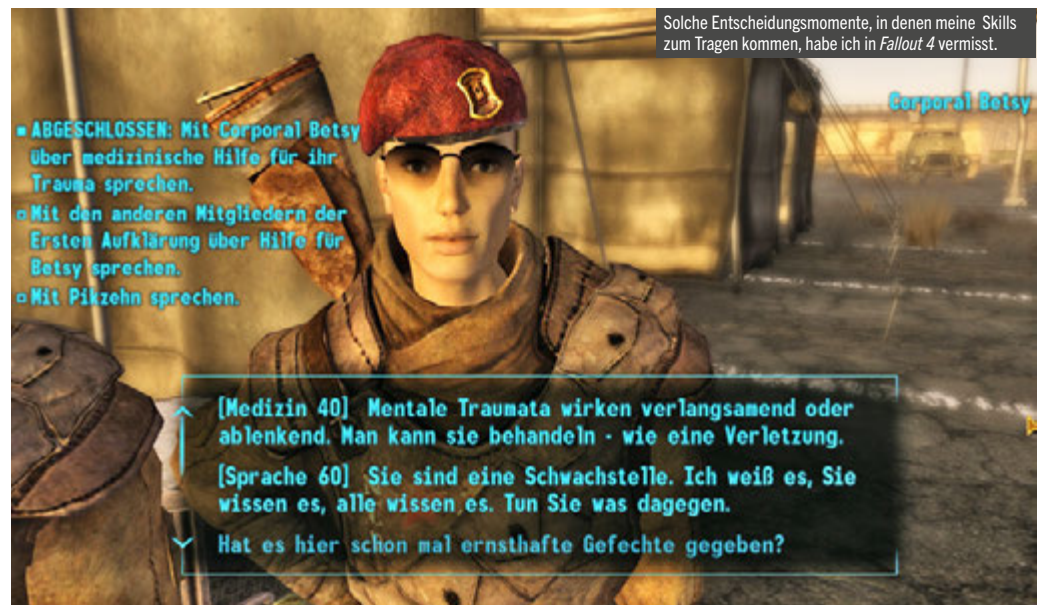 Solche Entscheidungsmomente, in denen meine Skills
zum Tragen kommen, habe ich in Fallout 4 vermisst.
Corporal Betsy
ABGESCHLOSSEN: Mit Corporal Betsy
über medizinische Hilfe für ihr
Trauma sprechen.
Mit den anderen Mitgliedern der
Ersten Aufklärung über Hilfe für
Betsy sprechen.
Mit Pikzehn sprechen.
[Medizin 40] Mentale Traumata wirken verlangsamend oder
ablenkend. Man kann sie behandeln - wie eine Verletzung.
[Sprache 60] Sie sind eine Schwachstelle. Ich weiß es, Sie
wissen es, alle wissen es. Tun Sie was dagegen.
Hat es hier schon mal ernsthafte Gefechte gegeben?